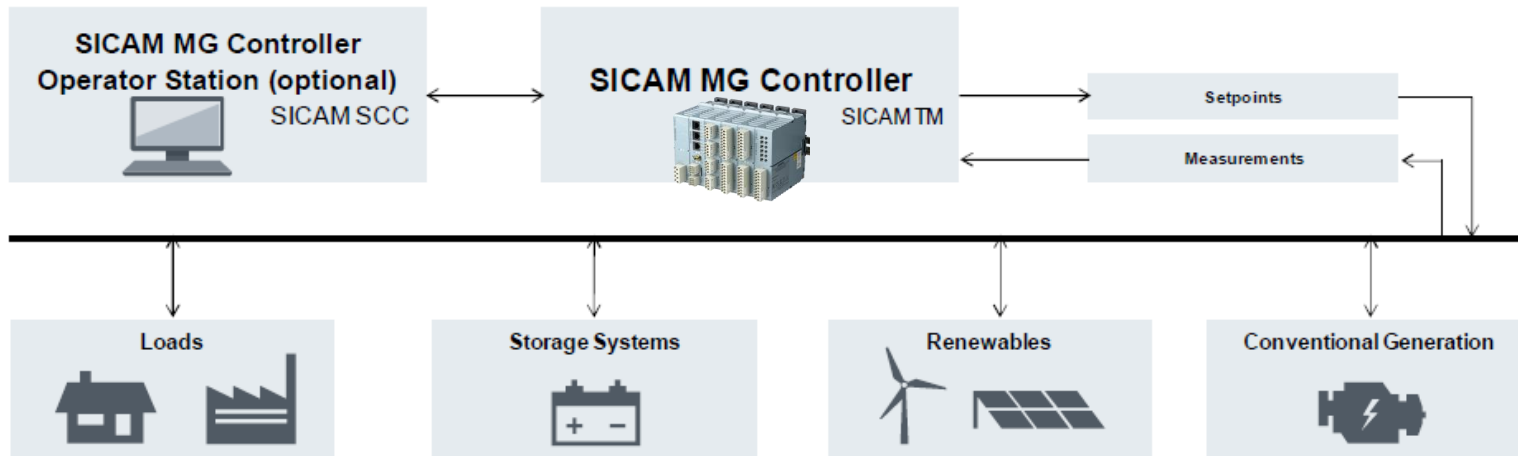 SICAM MG Controller
Operator Station (optional)
SICAM SCC
SICAM MG Controller
SICAM TM
Setpoints
Measurements
Loads
Storage Systems
Renewables
Conventional Generation